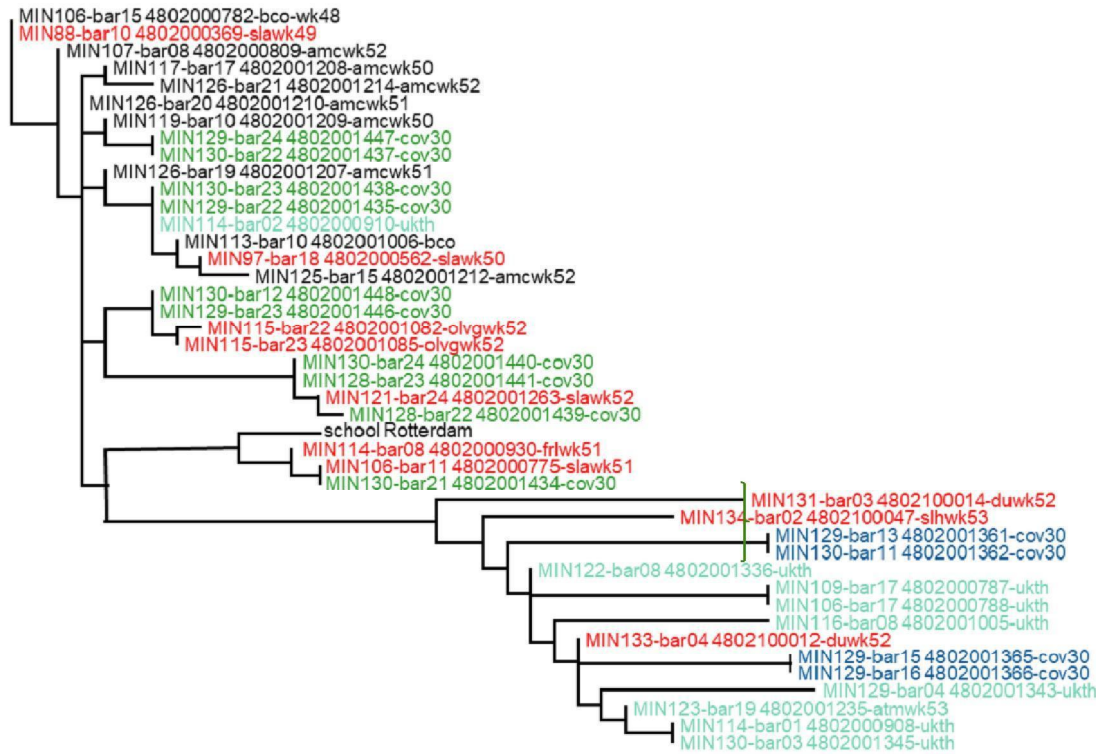 MIN106-bar15 4802000782-bco-wk48
MIN88-bar10 4802000369-slawk49
MIN107-bar08 4802000809-amcwk52
MIN117-bar17 4802001208-amcwk50
MIN126-bar21 4802001214-amcwk52
MIN126-bar20 4802001210-amcwk51
MIN119-bar10 4802001209-amcwk50
MIN129-bar24 4802001447-cov30
MIN130-bar22 4802001437-cov30
MIN126-bar19 4802001207-amcwk51
MIN130-bar23 4802001438-cov30
MIN129-bar22 4802001435-cov30
MIN114-bar02 4802000910-ukth
MIN113-bar10 4802001006-bco
MIN97-bar18 4802000562-slawk50
MIN125-bar15 4802001212-amcwk52
MIN130-bar12 4802001448-cov30
MIN129-bar23 4802001446-cov30
MIN115-bar22 4802001082-olvgwk52
MIN115-bar23 4802001085-olvgwk52
MIN130-bar24 4802001440-cov30
MIN128-bar23 4802001441-cov30
MIN121-bar24 4802001263-slawk52
MIN128-bar22 4802001439-cov30
school Rotterdam
MIN114-bar08 4802000930-frlwk51
MIN106-bar11 4802000775-slawk51
MIN130-bar21 4802001434-cov30
MIN131-bar03 4802100014-duwk52
MIN134-bar02 4802100047-slhwk53
MIN129-bar13 4802001361-cov30
MIN130-bar11 4802001362-cov30
MIN122-bar08 4802001336-ukth
MIN109-bar17 4802000787-ukth
MIN106-bar17 4802000788-ukth
MIN116-bar08 4802001005-ukth
MIN133-bar04 4802100012-duwk52
MIN129-bar15 4802001365-cov30
MIN129-bar16 4802001366-cov30
MIN129-bar04 4802001343-ukth
MIN123-bar19 4802001235-atmwk53
MIN114-bar01 4802000908-ukth
MIN130-bar03 4802001345-ukth